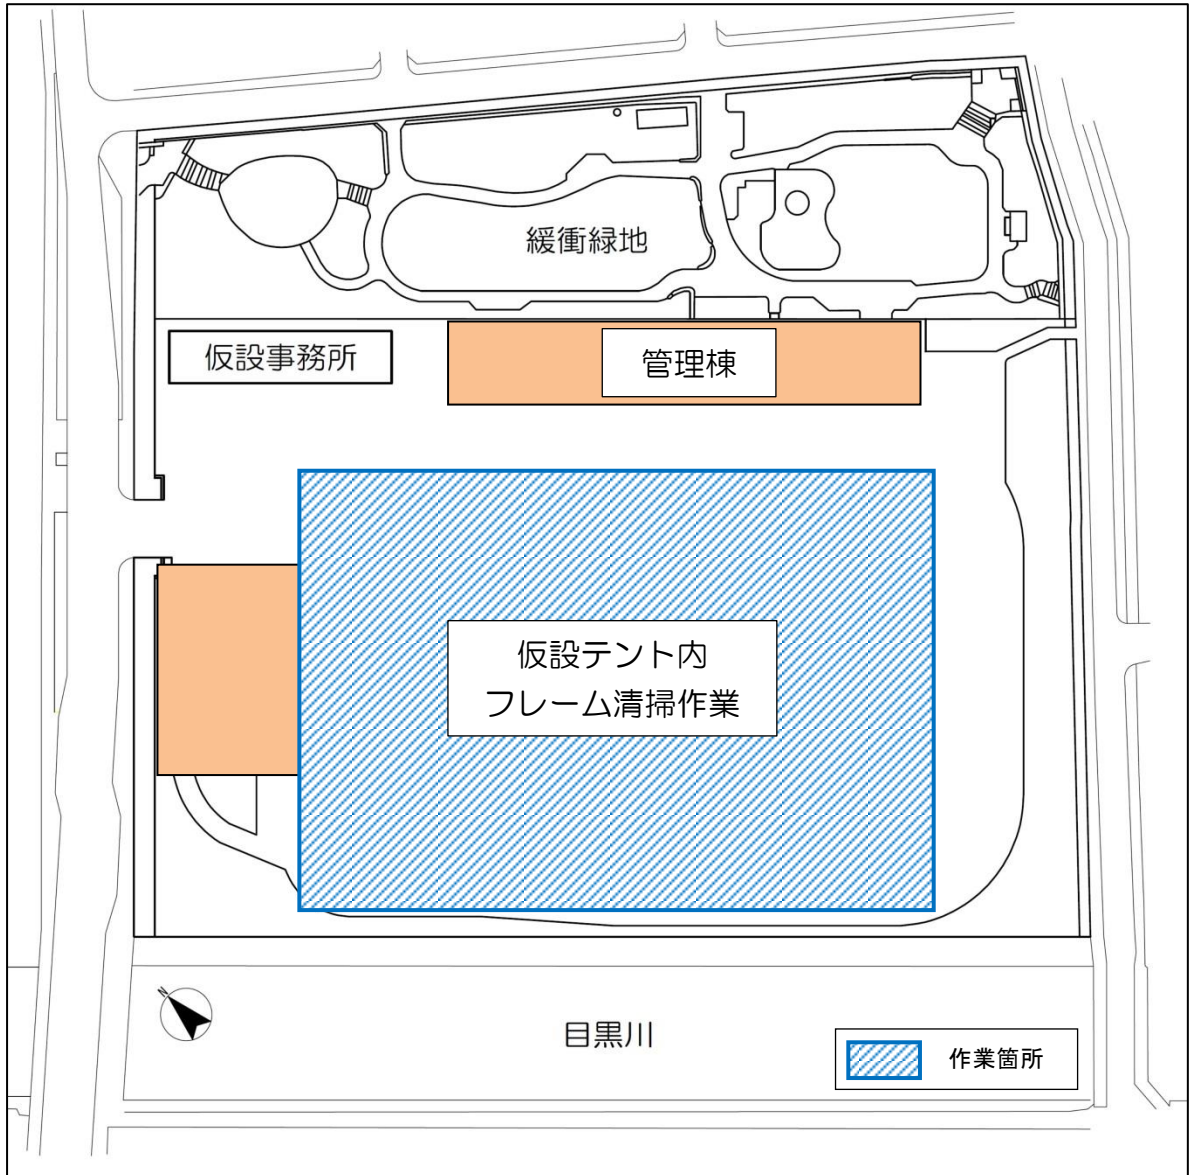 緩衝緑地
仮設事務所
管理棟
仮設テント内
フレーム清掃作業
N
目黒川
作業箇所